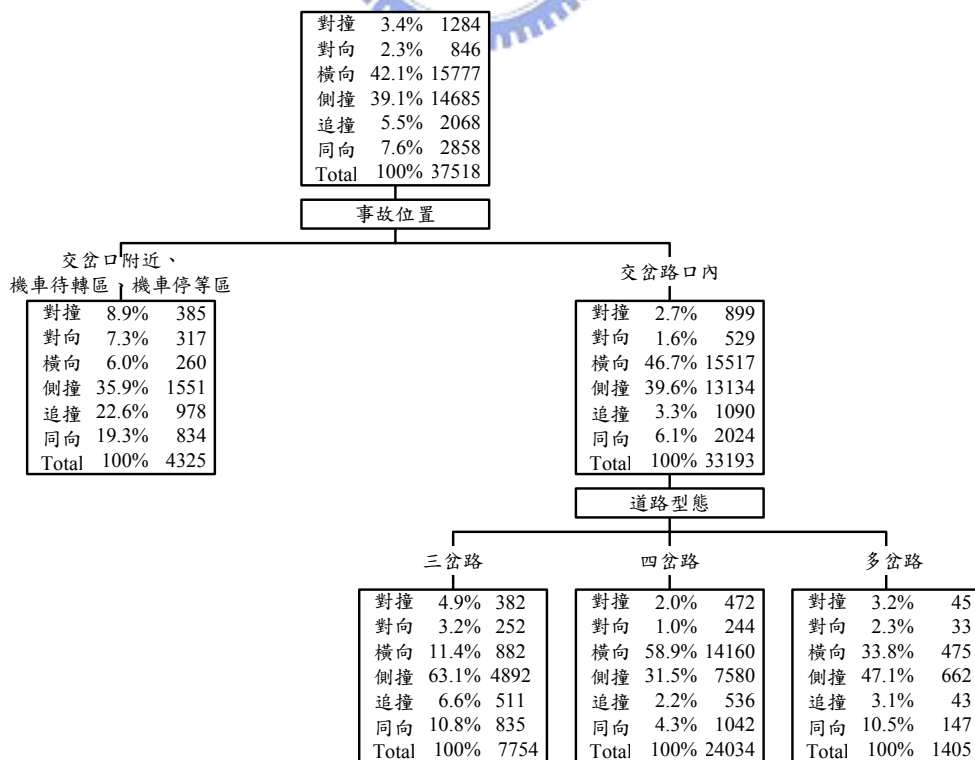 對撞 3.4% 1284
對向 2.3% 846
橫向 42.1% 15777
側撞 39.1% 14685
追撞 5.5% 2068
同向 7.6% 2858
Total 100% 37518
事故位置
交岔口附近、
機車待轉區、機車停等區
對撞 8.9% 385
對向 7.3% 317
橫向 6.0% 260
側撞 35.9% 1551
追撞 22.6% 978
同向 19.3% 834
Total 100% 4325
交岔路口內
對撞 2.7% 899
對向 1.6% 529
橫向 46.7% 15517
側撞 39.6% 13134
追撞 3.3% 1090
同向 6.1% 2024
Total 100% 33193
道路型態
三岔路
對撞 4.9% 382
對向 3.2% 252
橫向 11.4% 882
側撞 63.1% 4892
追撞 6.6% 511
同向 10.8% 835
Total 100% 7754
四岔路
對撞 2.0% 472
對向 1.0% 244
橫向 58.9% 14160
側撞 31.5% 7580
追撞 2.2% 536
同向 4.3% 1042
Total 100% 24034
多岔路
對撞 3.2% 45
對向 2.3% 33
橫向 33.8% 475
側撞 47.1% 662
追撞 3.1% 43
同向 10.5% 147
Total 100% 1405